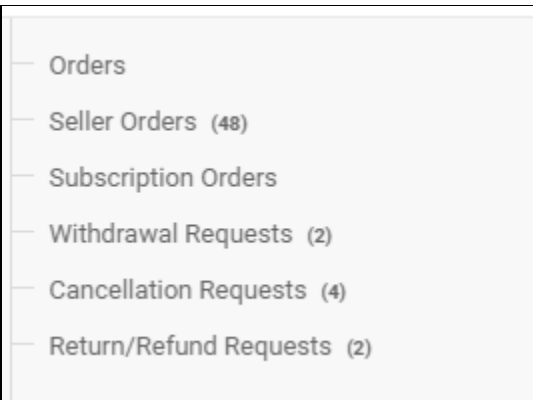 Orders
Seller Orders (48)
Subscription Orders
Withdrawal Requests (2)
Cancellation Requests (4)
Return/Refund Requests (2)